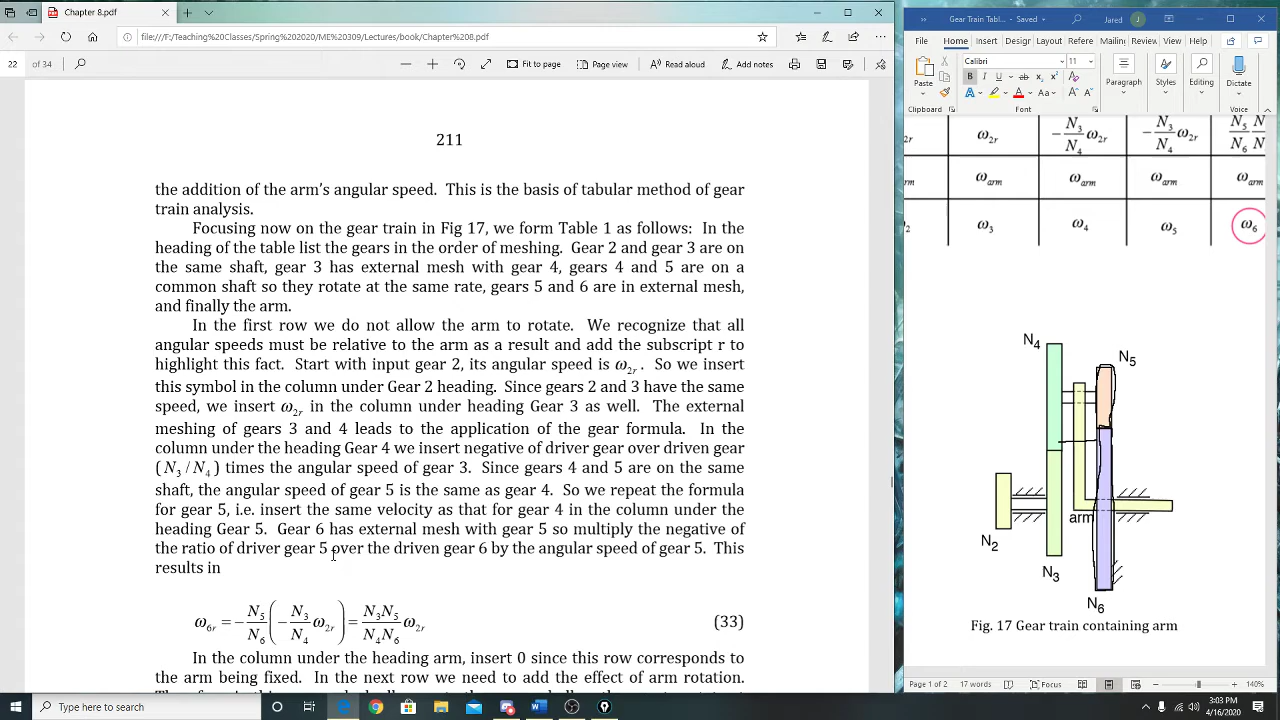 Chapter 8.pdf
file:///F:/Teaching%20Classes/Spring%202020/ME%20309/Lectures/book/Chapter%208.pdf
22 of 34
Fit to page
Page view
Read aloud
Add notes
211
the addition of the arm's angular speed. This is the basis of tabular method of gear
train analysis.
Focusing now on the gear train in Fig 17, we form Table 1 as follows: In the
heading of the table list the gears in the order of meshing. Gear 2 and gear 3 are on
the same shaft, gear 3 has external mesh with gear 4, gears 4 and 5 are on a
common shaft so they rotate at the same rate, gears 5 and 6 are in external mesh,
and finally the arm.
In the first row we do not allow the arm to rotate. We recognize that all
angular speeds must be relative to the arm as a result and add the subscript r to
highlight this fact. Start with input gear 2, its angular speed is ω2r. So we insert
this symbol in the column under Gear 2 heading. Since gears 2 and 3 have the same
speed, we insert ω2r in the column under heading Gear 3 as well. The external
meshing of gears 3 and 4 leads to the application of the gear formula. In the
column under the heading Gear 4 we insert negative of driver gear over driven gear
(N3/N4) times the angular speed of gear 3. Since gears 4 and 5 are on the same
shaft, the angular speed of gear 5 is the same as gear 4. So we repeat the formula
for gear 5, i.e. insert the same velocity as that for gear 4 in the column under the
heading Gear 5. Gear 6 has external mesh with gear 5 so multiply the negative of
the ratio of driver gear 5 over the driven gear 6 by the angular speed of gear 5. This
results in
ω6r = −N5/N6 (−N3/N4 ω2r) = N3N5/N4N6 ω2r (33)
In the column under the heading arm, insert 0 since this row corresponds to
the arm being fixed. In the next row we need to add the effect of arm rotation.
Gear Train Tabl... - Saved
Jared J
File Home Insert Design Layout Refere Mailing Review View Help
Calibri 11
Paste
Clipboard
Font
Paragraph
Styles
Editing
Dictate
Voice
2r ω2r −N3/N4 ω2r −N3/N4 ω2r N5/N6 N
rm ωarm ωarm ωarm ωarm
2 ω3 ω4 ω5 ω6
N4
N5
arm
N2
N3
N6
Fig. 17 Gear train containing arm
Page 1 of 2 17 words Focus 140%
Type here to search
3:03 PM
4/16/2020